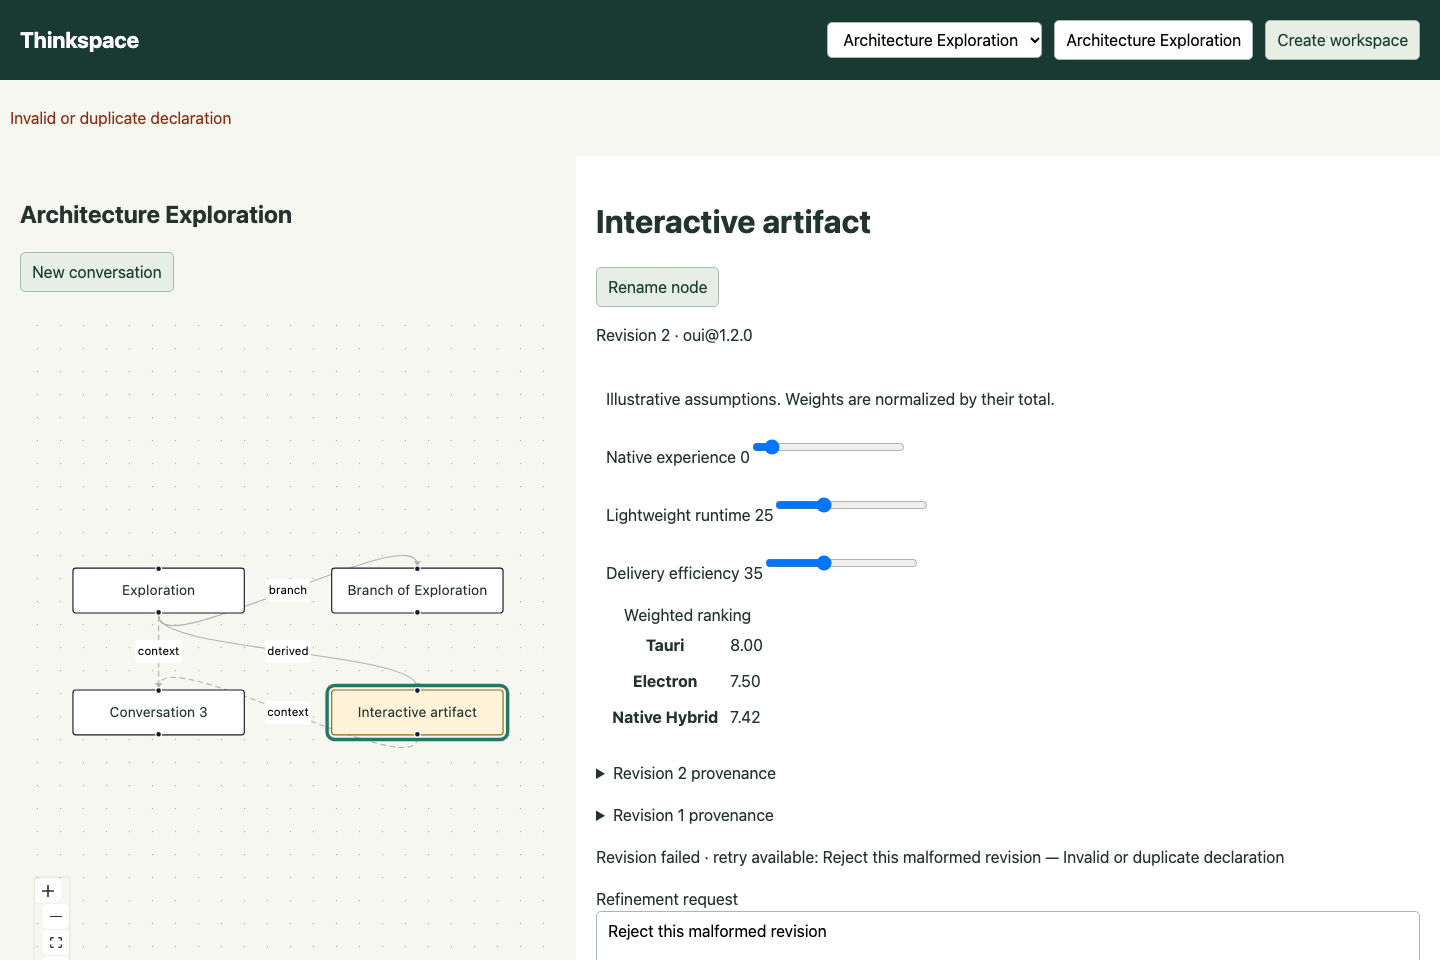 Thinkspace
Architecture Exploration
Architecture Exploration
Create workspace
Invalid or duplicate declaration
Architecture Exploration
New conversation
Exploration
branch
Branch of Exploration
context
derived
Conversation 3
context
Interactive artifact
Interactive artifact
Rename node
Revision 2 · oui@1.2.0
Illustrative assumptions. Weights are normalized by their total.
Native experience 0
Lightweight runtime 25
Delivery efficiency 35
Weighted ranking
Tauri 8.00
Electron 7.50
Native Hybrid 7.42
Revision 2 provenance
Revision 1 provenance
Revision failed · retry available: Reject this malformed revision — Invalid or duplicate declaration
Refinement request
Reject this malformed revision